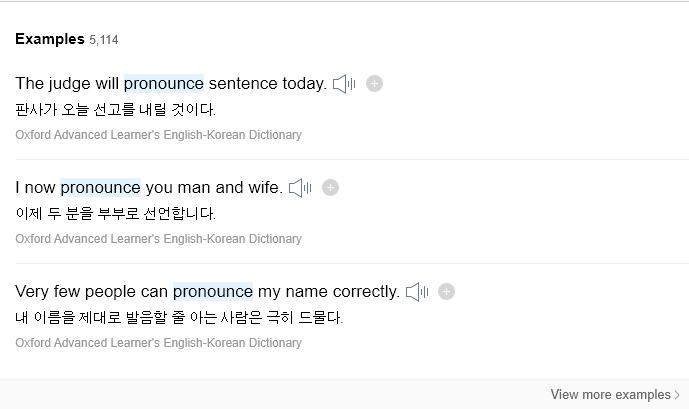 Examples 5,114
The judge will pronounce sentence today.
판사가 오늘 선고를 내릴 것이다.
Oxford Advanced Learner's English-Korean Dictionary
I now pronounce you man and wife.
이제 두 분을 부부로 선언합니다.
Oxford Advanced Learner's English-Korean Dictionary
Very few people can pronounce my name correctly.
내 이름을 제대로 발음할 줄 아는 사람은 극히 드물다.
Oxford Advanced Learner's English-Korean Dictionary
View more examples